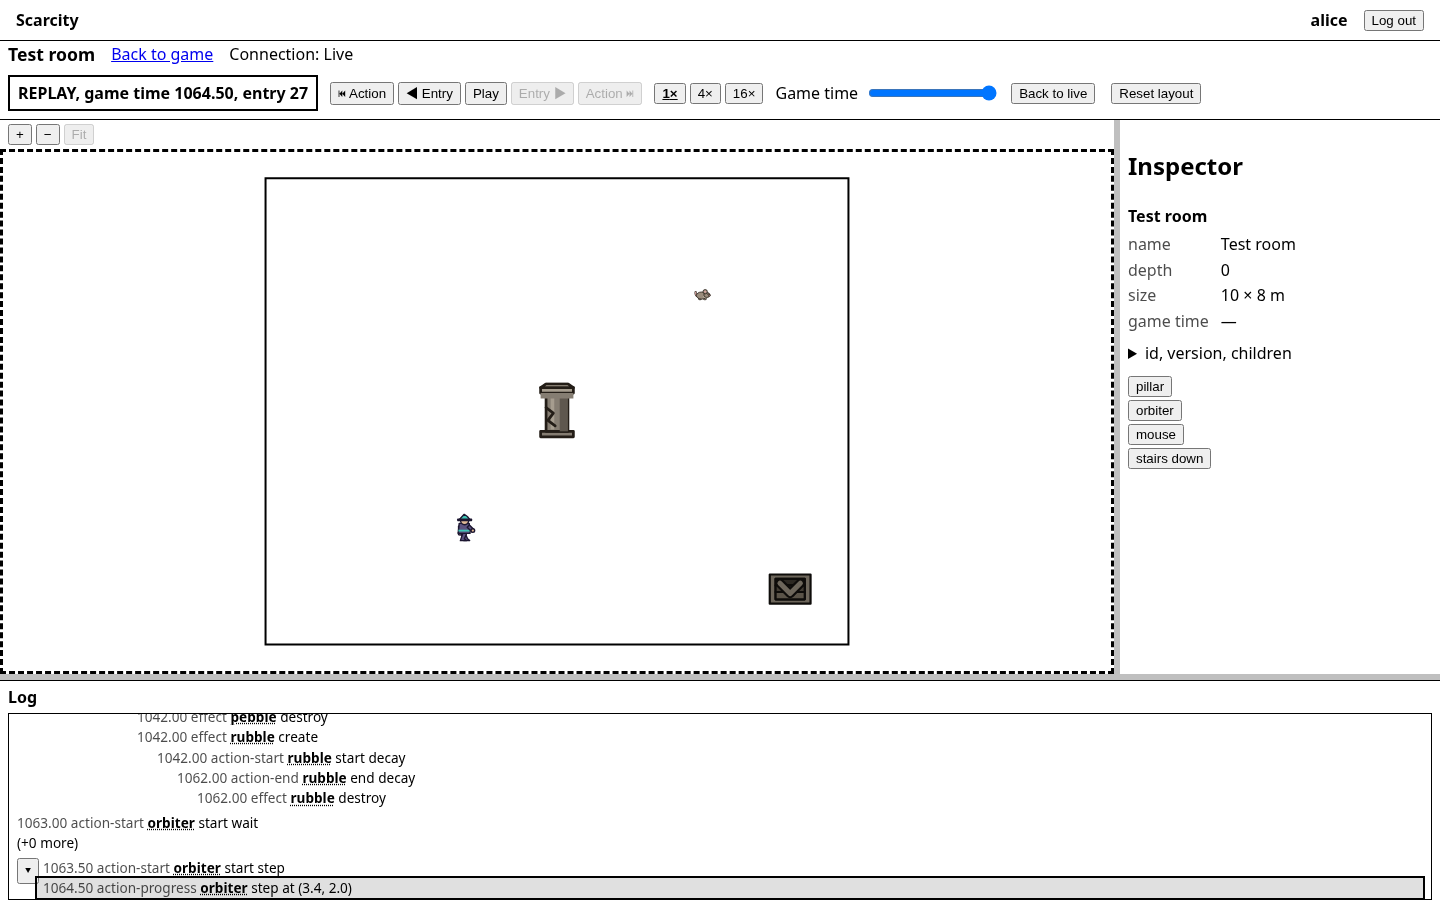 Scarcity
alice
Log out
Test room
Back to game
Connection: Live
REPLAY, game time 1064.50, entry 27
⏮ Action
◀ Entry
Play
Entry ▶
Action ⏭
1×
4×
16×
Game time
Back to live
Reset layout
+
−
Fit
Inspector
Test room
name Test room
depth 0
size 10 × 8 m
game time —
▶ id, version, children
pillar
orbiter
mouse
stairs down
Log
1042.00 effect pebble destroy
1042.00 effect rubble create
1042.00 action-start rubble start decay
1062.00 action-end rubble end decay
1062.00 effect rubble destroy
1063.00 action-start orbiter start wait
(+0 more)
▾ 1063.50 action-start orbiter start step
1064.50 action-progress orbiter step at (3.4, 2.0)